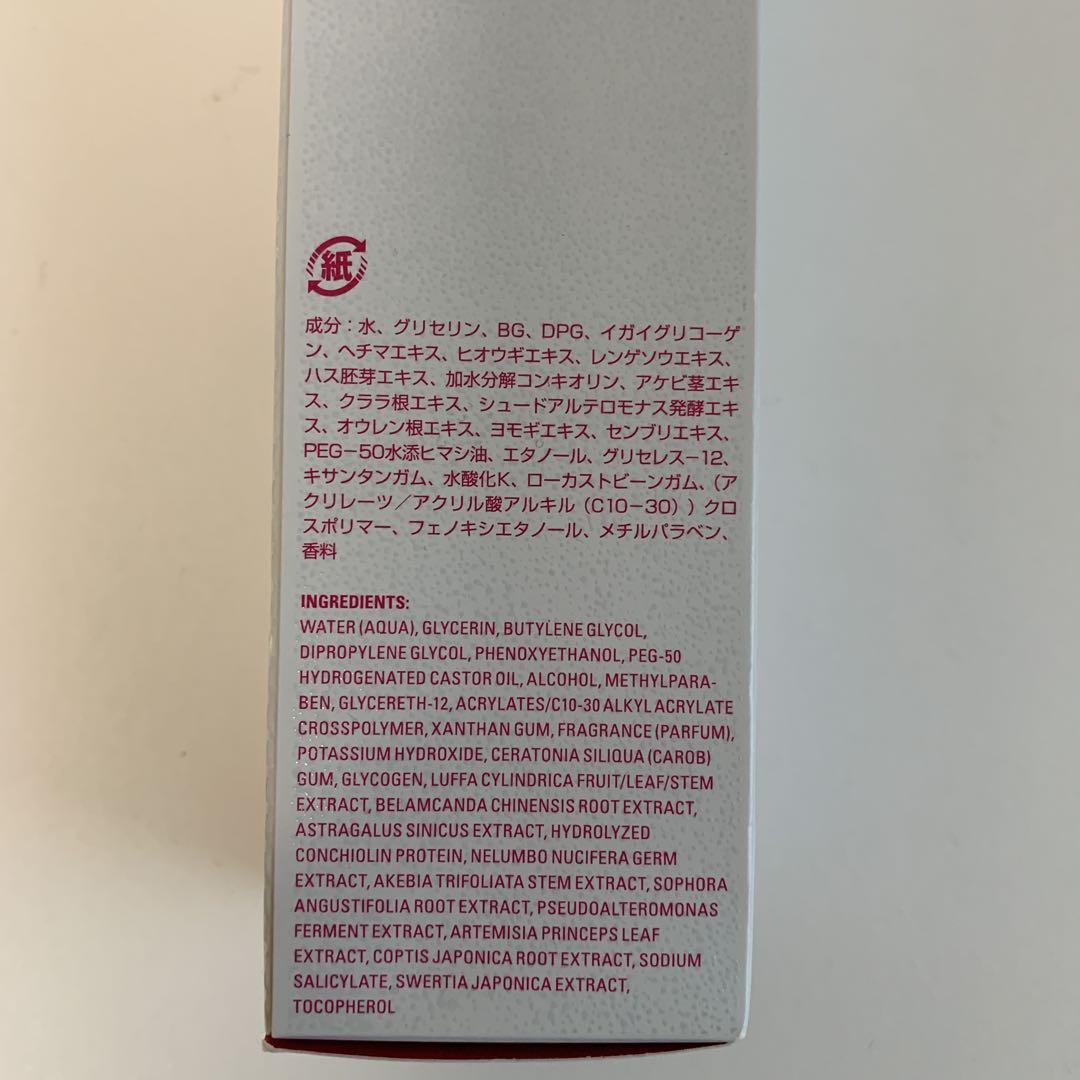 紙
成分：水、グリセリン、BG、DPG、イガイグリコーゲ
ン、ヘチマエキス、ヒオウギエキス、レンゲソウエキス、
ハス胚芽エキス、加水分解コンキオリン、アケビ茎エキ
ス、クララ根エキス、シュードアルテロモナス発酵エキ
ス、オウレン根エキス、ヨモギエキス、センブリエキス、
PEG−50水添ヒマシ油、エタノール、グリセレス−12、
キサンタンガム、水酸化K、ローカストビーンガム、（ア
クリレーツ／アクリル酸アルキル（C10−30））クロ
スポリマー、フェノキシエタノール、メチルパラベン、
香料
INGREDIENTS:
WATER (AQUA), GLYCERIN, BUTYLENE GLYCOL,
DIPROPYLENE GLYCOL, PHENOXYETHANOL, PEG-50
HYDROGENATED CASTOR OIL, ALCOHOL, METHYLPARA-
BEN, GLYCERETH-12, ACRYLATES/C10-30 ALKYL ACRYLATE
CROSSPOLYMER, XANTHAN GUM, FRAGRANCE (PARFUM),
POTASSIUM HYDROXIDE, CERATONIA SILIQUA (CAROB)
GUM, GLYCOGEN, LUFFA CYLINDRICA FRUIT/LEAF/STEM
EXTRACT, BELAMCANDA CHINENSIS ROOT EXTRACT,
ASTRAGALUS SINICUS EXTRACT, HYDROLYZED
CONCHIOLIN PROTEIN, NELUMBO NUCIFERA GERM
EXTRACT, AKEBIA TRIFOLIATA STEM EXTRACT, SOPHORA
ANGUSTIFOLIA ROOT EXTRACT, PSEUDOALTEROMONAS
FERMENT EXTRACT, ARTEMISIA PRINCEPS LEAF
EXTRACT, COPTIS JAPONICA ROOT EXTRACT, SODIUM
SALICYLATE, SWERTIA JAPONICA EXTRACT,
TOCOPHEROL